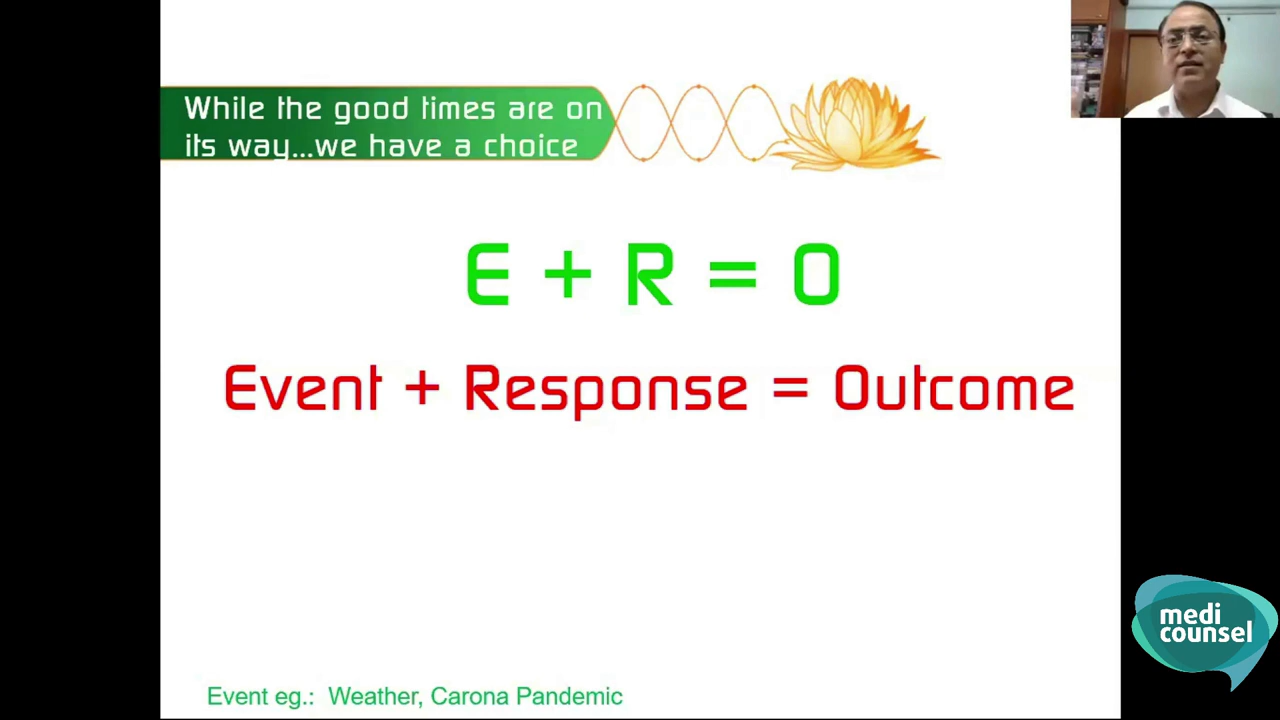 While the good times are on
its way...we have a choice
E + R = O
Event + Response = Outcome
Event eg.: Weather, Carona Pandemic
medi
counsel